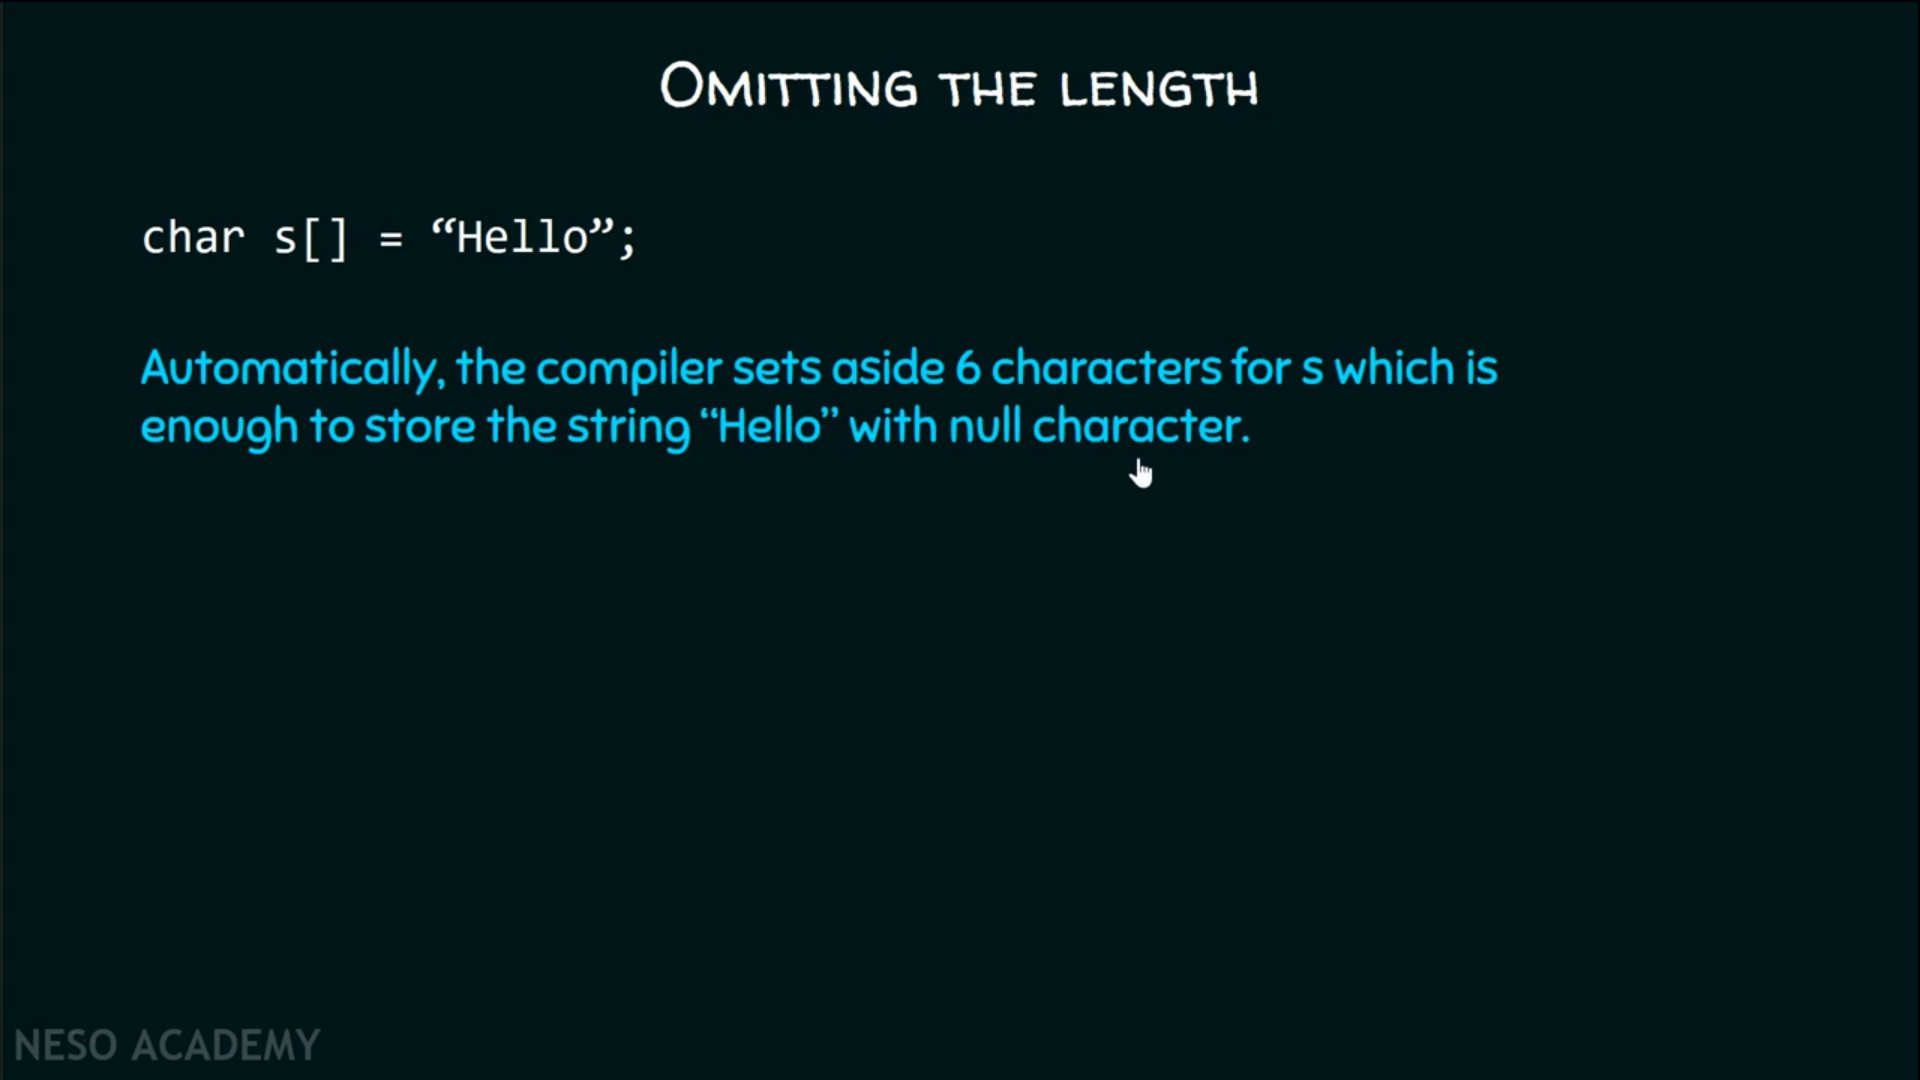 OMITTING THE LENGTH
char s[] = “Hello”;
Automatically, the compiler sets aside 6 characters for s which is
enough to store the string “Hello” with null character.
NESO ACADEMY